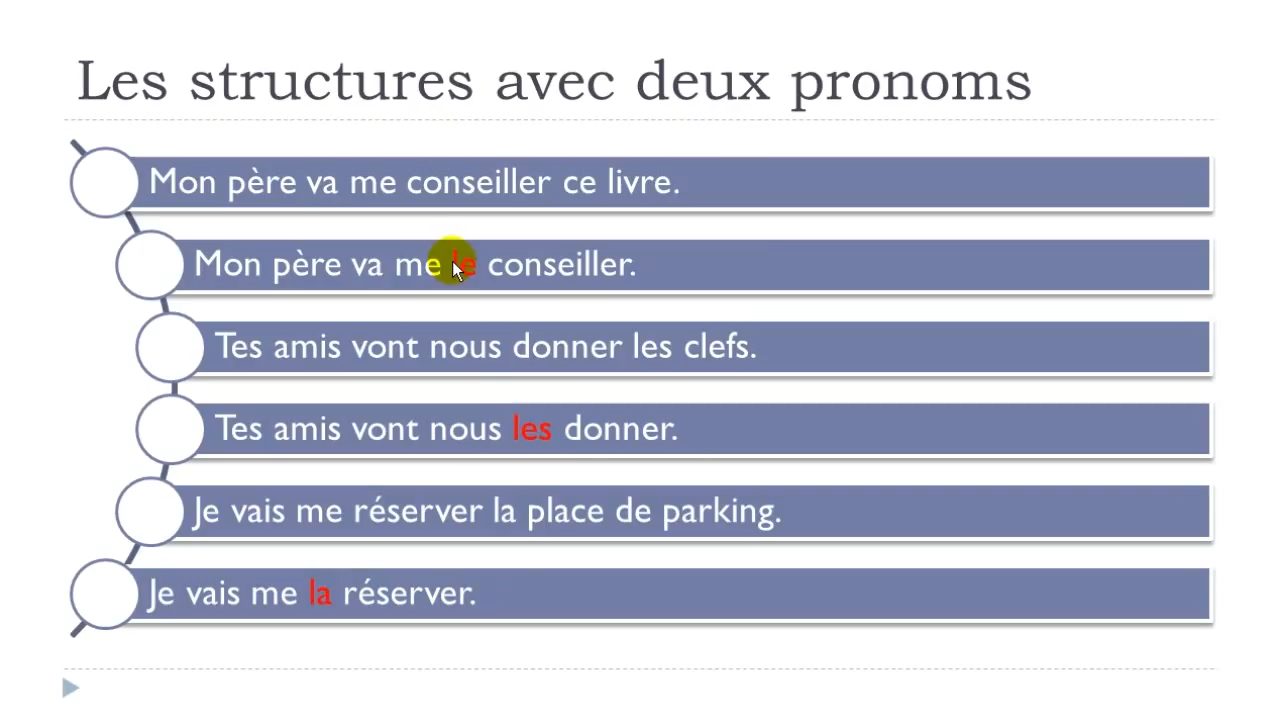 Les structures avec deux pronoms
Mon père va me conseiller ce livre.
Mon père va me le conseiller.
Tes amis vont nous donner les clefs.
Tes amis vont nous les donner.
Je vais me réserver la place de parking.
Je vais me la réserver.